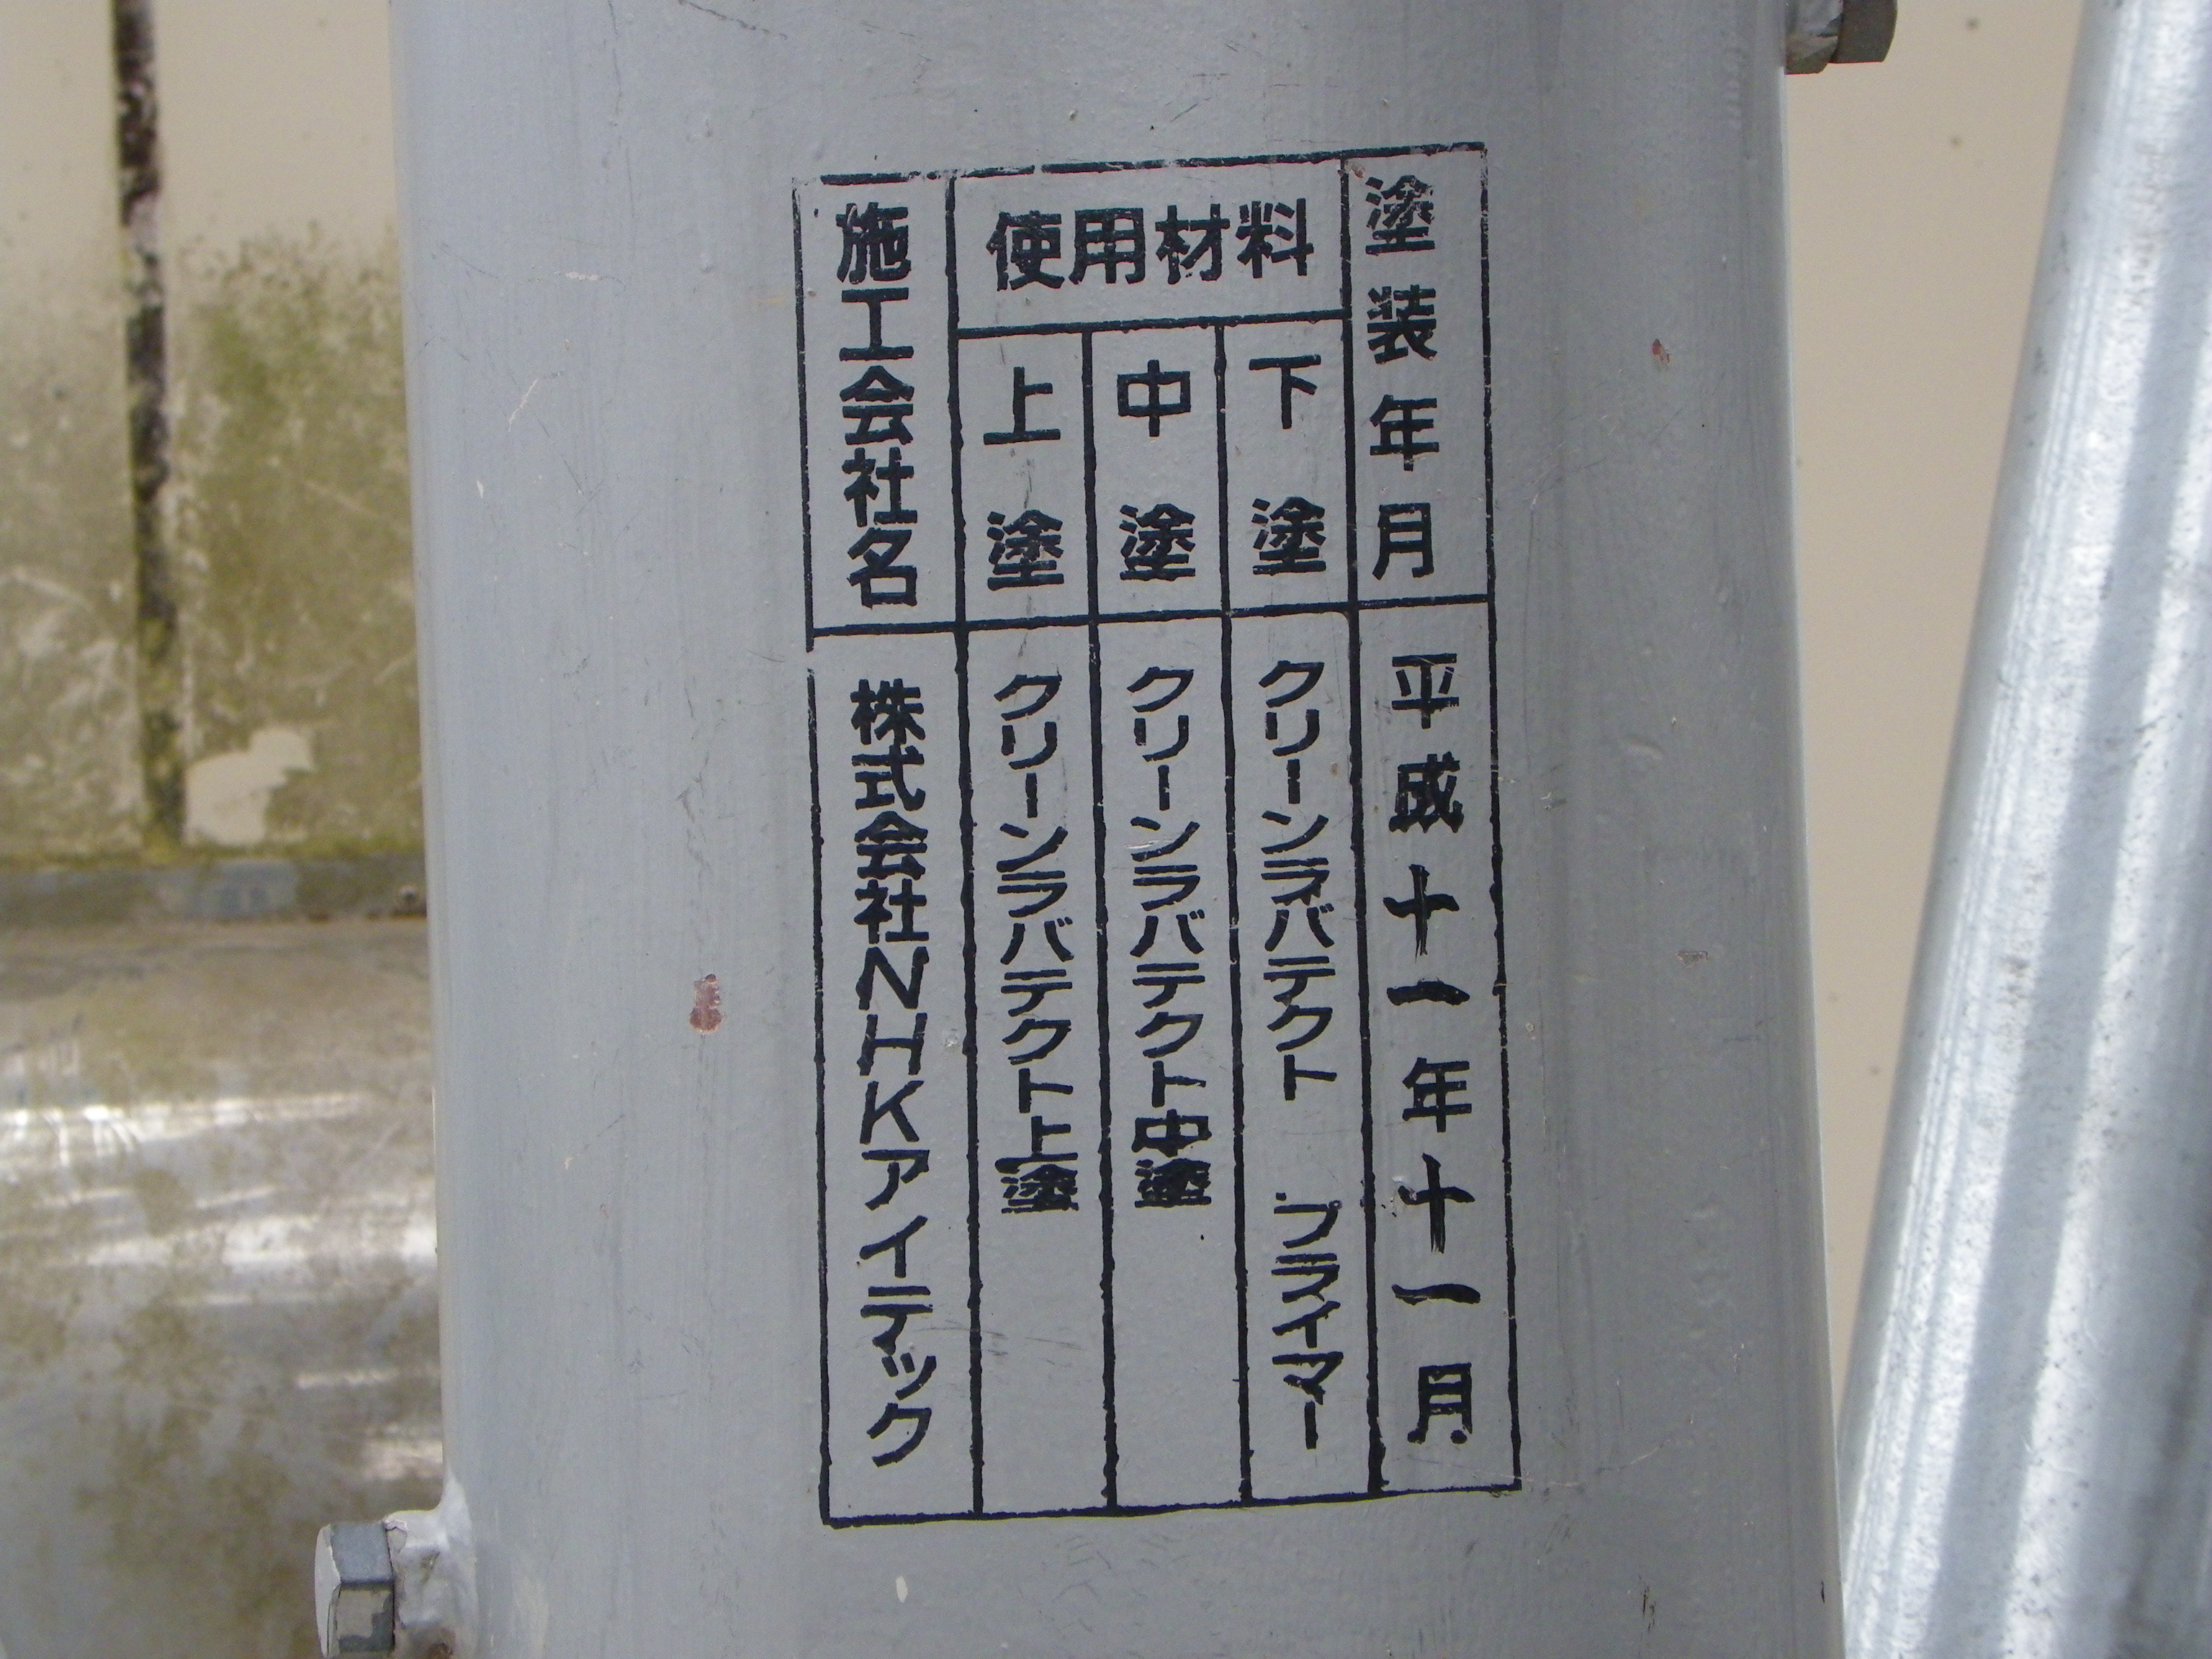 塗装年月
平成十一年十一月
使用材料
下塗
クリーンラバテクト プライマー
中塗
クリーンラバテクト中塗
上塗
クリーンラバテクト上塗
施工会社名
株式会社NHKアイテック